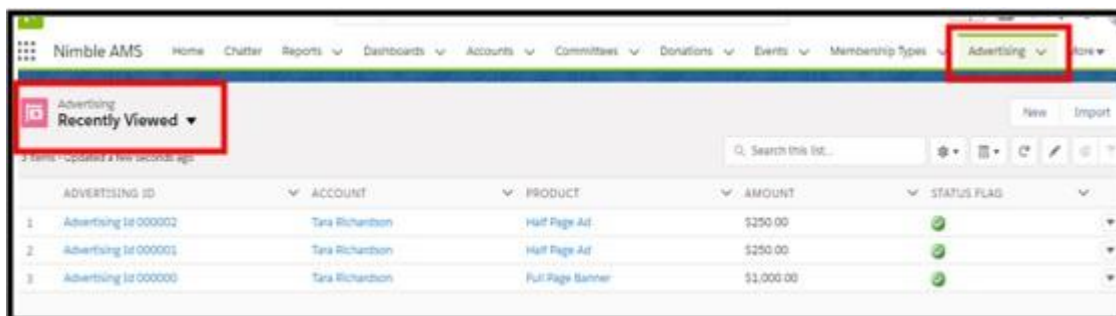 Nimble AMS Home Chatter Reports Dashboards Accounts Committees Donations Events Membership Types Advertising More
Advertising
Recently Viewed
New Import
3 items · Updated a few seconds ago
Search this list...
ADVERTISING ID ACCOUNT PRODUCT AMOUNT STATUS FLAG
1 Advertising Id 000002 Tara Richardson Half Page Ad $250.00
2 Advertising Id 000001 Tara Richardson Half Page Ad $250.00
3 Advertising Id 000000 Tara Richardson Full Page Banner $1,000.00